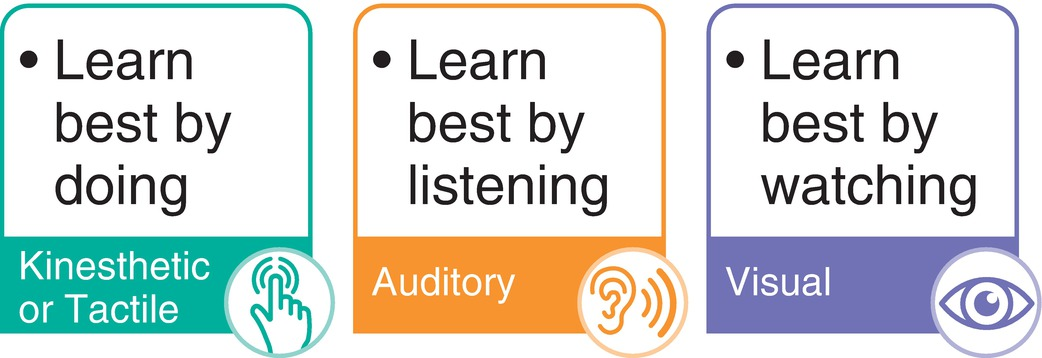 • Learn
best by
doing
Kinesthetic
or Tactile
• Learn
best by
listening
Auditory
• Learn
best by
watching
Visual